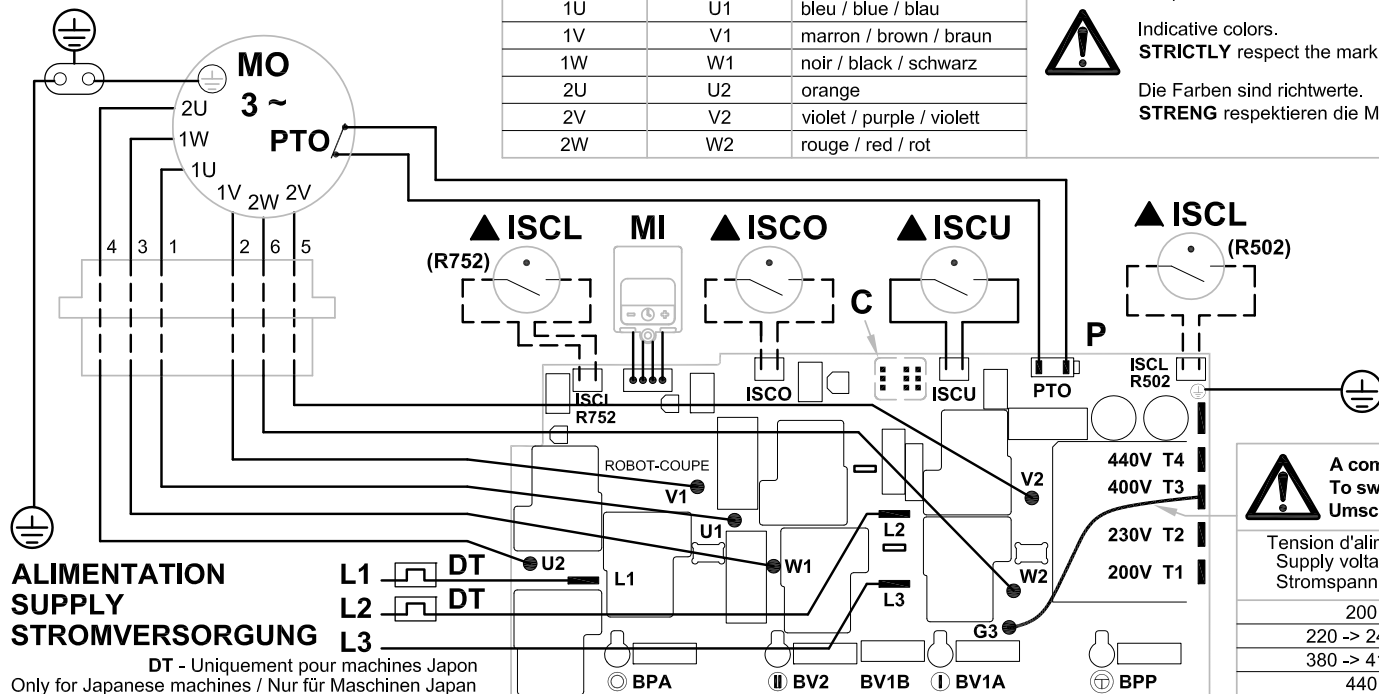 1U U1 bleu / blue / blau
1V V1 marron / brown / braun
1W W1 noir / black / schwarz
2U U2 orange
2V V2 violet / purple / violett
2W W2 rouge / red / rot
Indicative colors.
STRICTLY respect the mark
Die Farben sind richtwerte.
STRENG respektieren die M
MO
3 ~
PTO
2U
1W
1U
1V
2W
2V
4 3 1 2 6 5
▲ ISCL
(R752)
MI
▲ ISCO
▲ ISCU
▲ ISCL
(R502)
C
P
ISCL
R752
ISCO
ISCU
PTO
ISCL
R502
ROBOT-COUPE
V1
U1
U2
W1
L1
L2
L3
V2
W2
G3
440V T4
400V T3
230V T2
200V T1
A com
To sw
Umsc
Tension d'alim
Supply volta
Stromspann
200
220 -> 24
380 -> 41
440
ALIMENTATION
SUPPLY
STROMVERSORGUNG
L1 DT
L2 DT
L3
DT - Uniquement pour machines Japon
Only for Japanese machines / Nur für Maschinen Japan
BPA
II BV2
BV1B
I BV1A
BPP